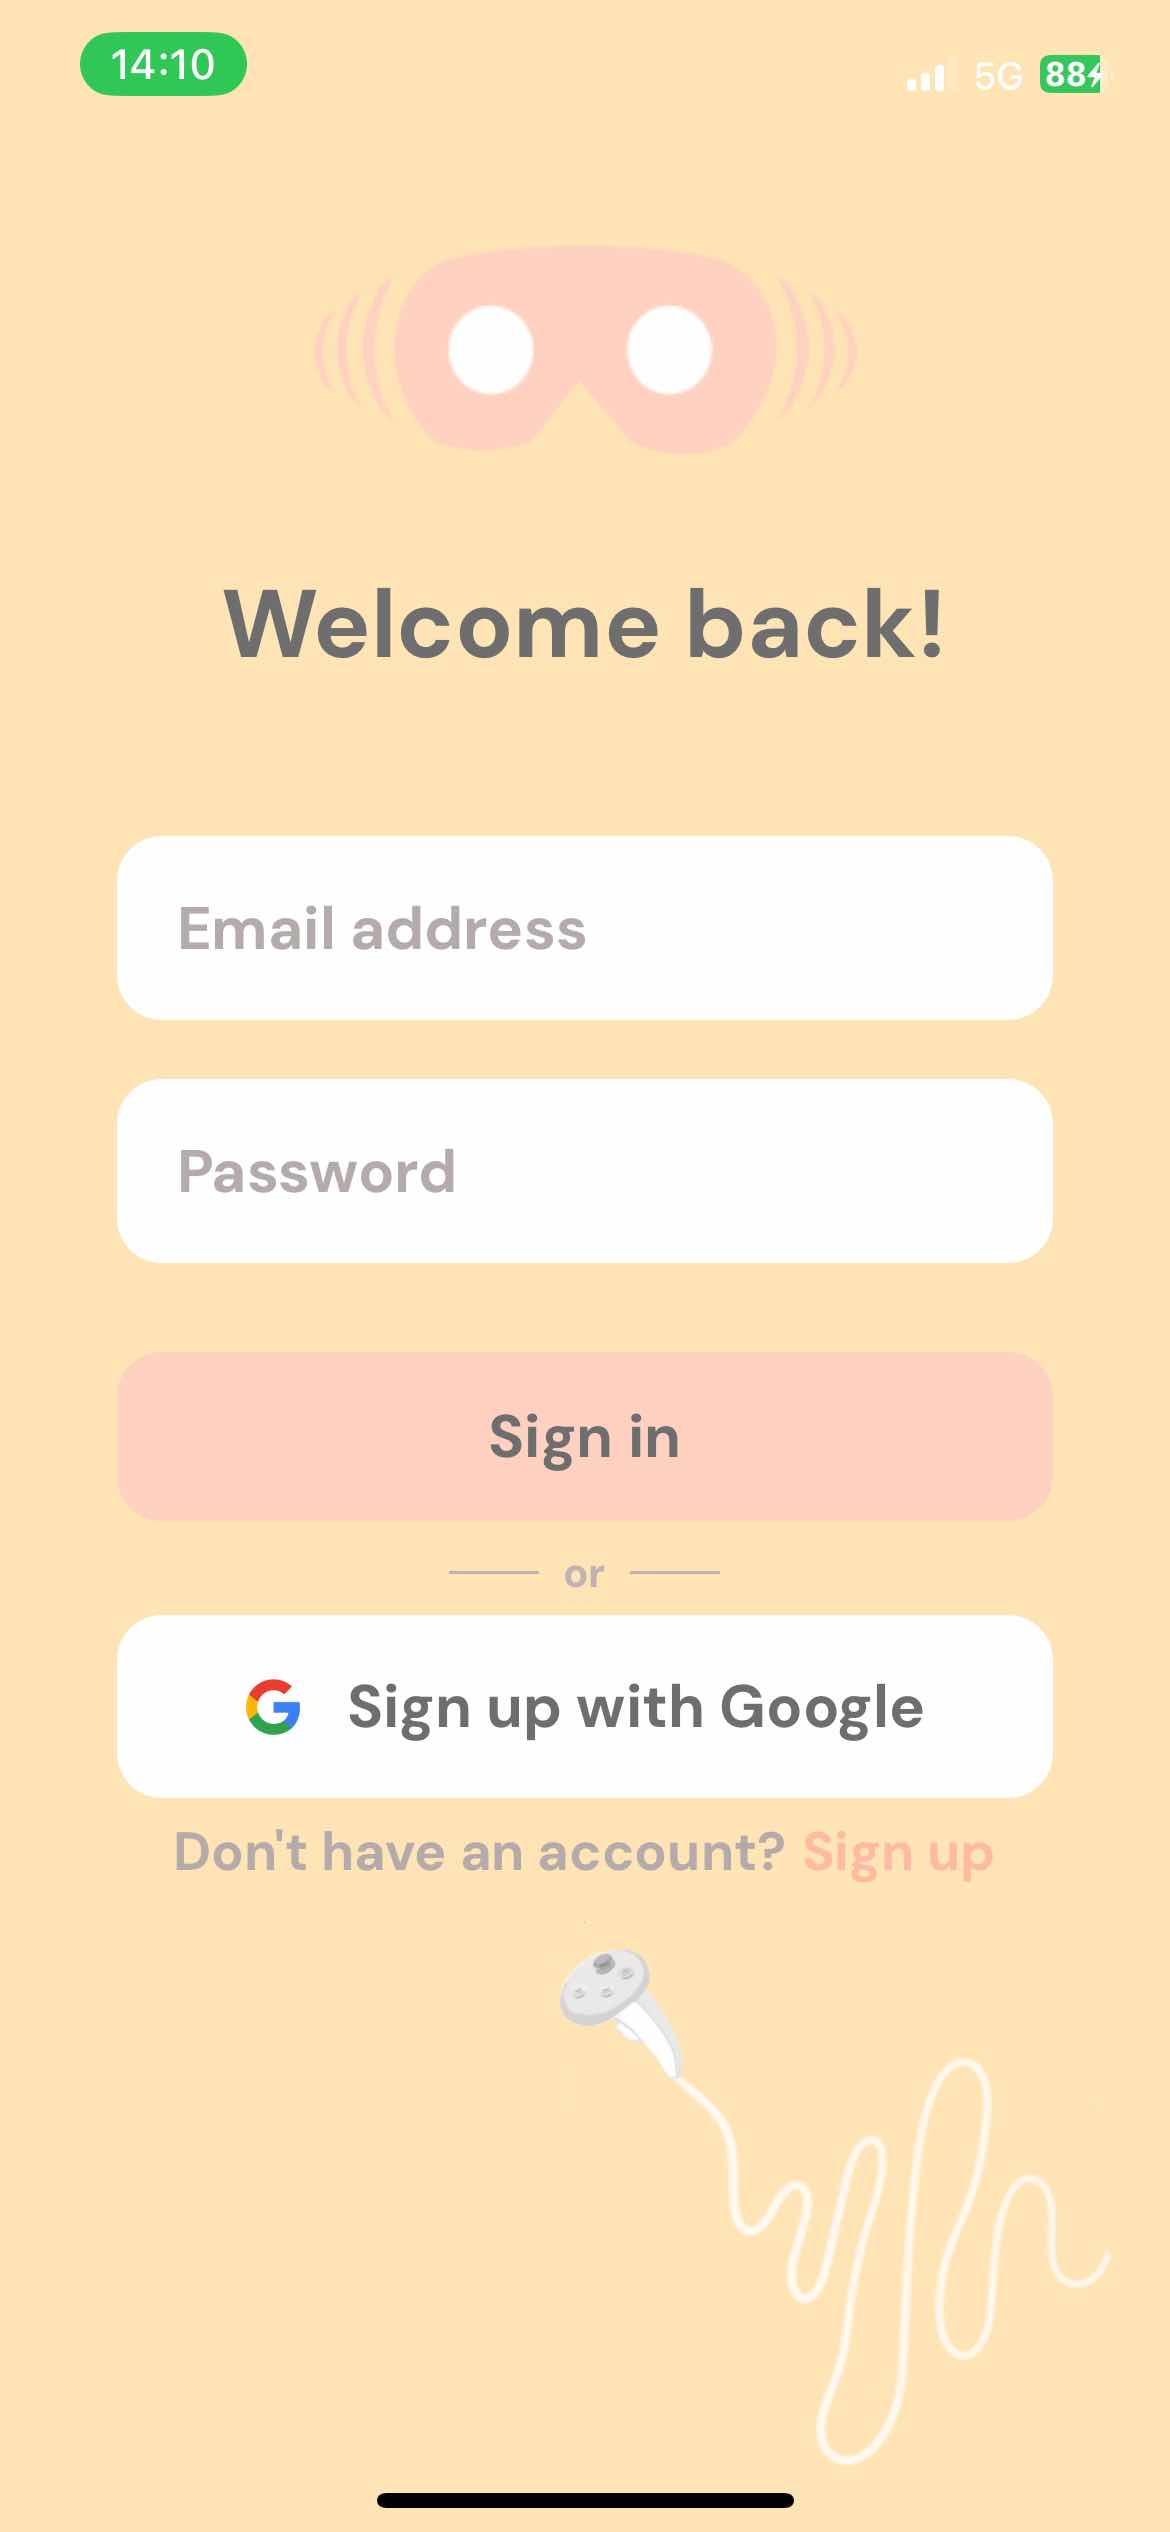 14:10
5G 88
Welcome back!
Email address
Password
Sign in
or
Sign up with Google
Don't have an account? Sign up